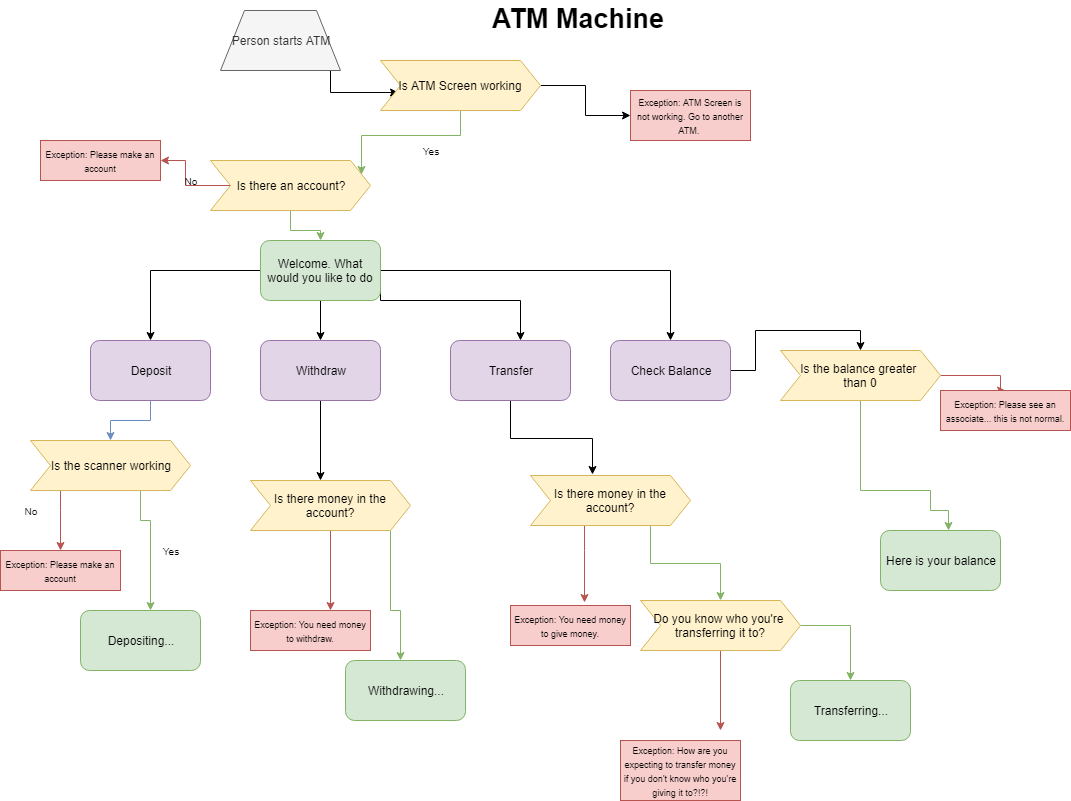 ATM Machine
Person starts ATM
Is ATM Screen working
Exception: ATM Screen is
not working. Go to another
ATM.
Yes
Exception: Please make an
account
No
Is there an account?
Welcome. What
would you like to do
Deposit
Withdraw
Transfer
Check Balance
Is the balance greater
than 0
Exception: Please see an
associate... this is not normal.
Is the scanner working
Is there money in the
account?
Is there money in the
account?
No
Yes
Exception: Please make an
account
Here is your balance
Depositing...
Exception: You need money
to withdraw.
Exception: You need money
to give money.
Do you know who you're
transferring it to?
Withdrawing...
Transferring...
Exception: How are you
expecting to transfer money
if you don't know who you're
giving it to?!?!